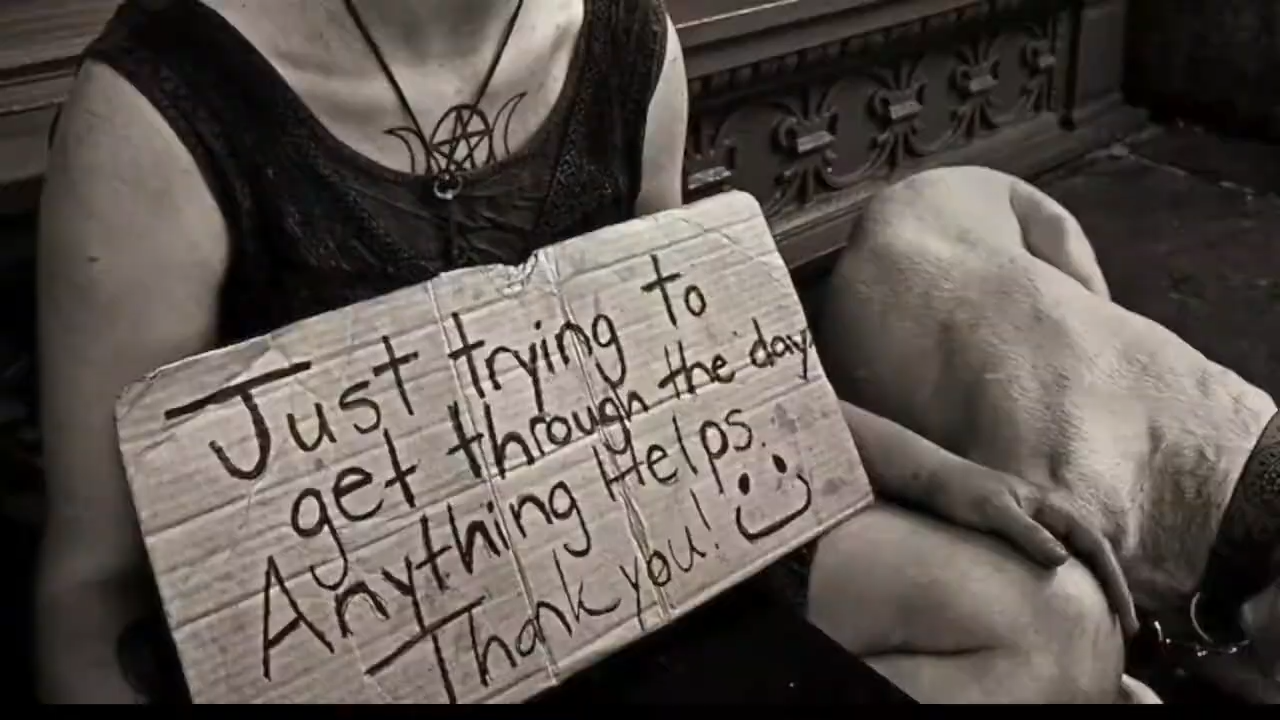 Just trying to
get through the day.
Anything Helps.
Thank you! :)